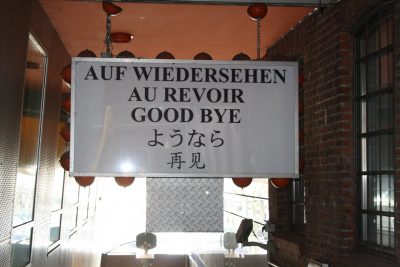 AUF WIEDERSEHEN
AU REVOIR
GOOD BYE
ようなら
再见